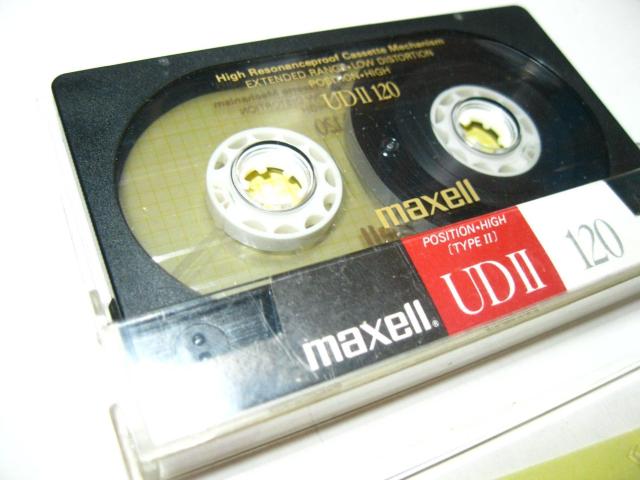 High Resonanceproof Cassette Mechanism
EXTENDED RANGE•LOW DISTORTION
POSITION•HIGH
UDII 120
maxell
POSITION•HIGH
[TYPE II]
maxell® UDII 120